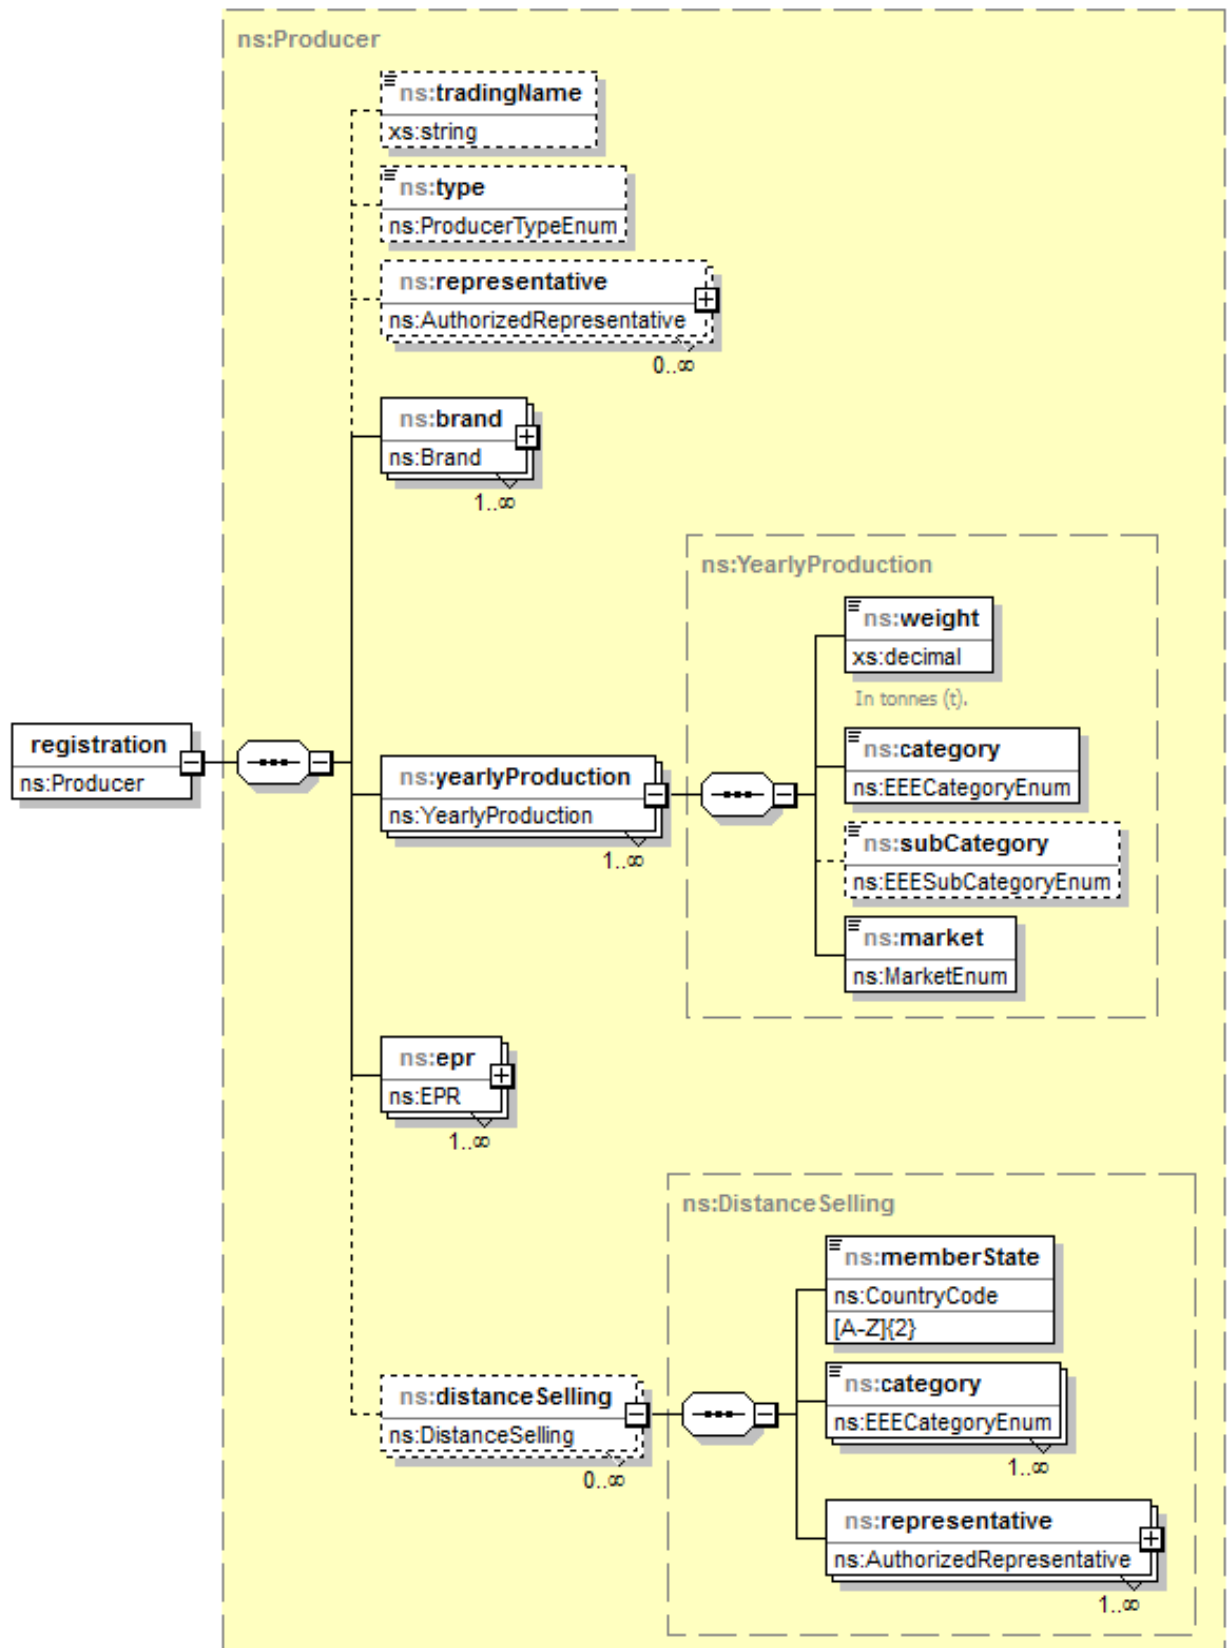 ns:Producer
ns:tradingName
xs:string
ns:type
ns:ProducerTypeEnum
ns:representative
ns:AuthorizedRepresentative
0..∞
ns:brand
ns:Brand
1..∞
registration
ns:Producer
ns:yearlyProduction
ns:YearlyProduction
1..∞
ns:YearlyProduction
ns:weight
xs:decimal
In tonnes (t).
ns:category
ns:EEECategoryEnum
ns:subCategory
ns:EEESubCategoryEnum
ns:market
ns:MarketEnum
ns:epr
ns:EPR
1..∞
ns:distanceSelling
ns:DistanceSelling
0..∞
ns:DistanceSelling
ns:memberState
ns:CountryCode
[A-Z]{2}
ns:category
ns:EEECategoryEnum
1..∞
ns:representative
ns:AuthorizedRepresentative
1..∞